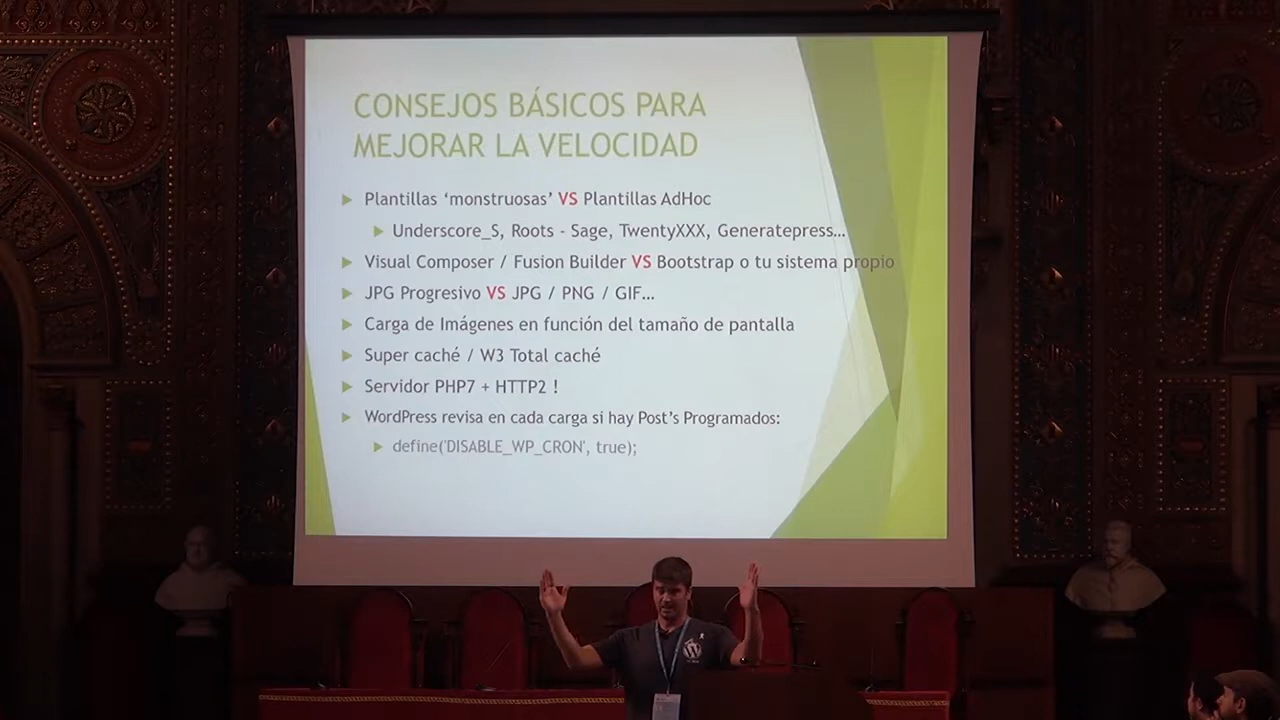 CONSEJOS BÁSICOS PARA
MEJORAR LA VELOCIDAD
Plantillas ‘monstruosas’ VS Plantillas AdHoc
Underscore_S, Roots - Sage, TwentyXXX, Generatepress…
Visual Composer / Fusion Builder VS Bootstrap o tu sistema propio
JPG Progresivo VS JPG / PNG / GIF…
Carga de Imágenes en función del tamaño de pantalla
Super caché / W3 Total caché
Servidor PHP7 + HTTP2 !
WordPress revisa en cada carga si hay Post’s Programados:
define('DISABLE_WP_CRON', true);